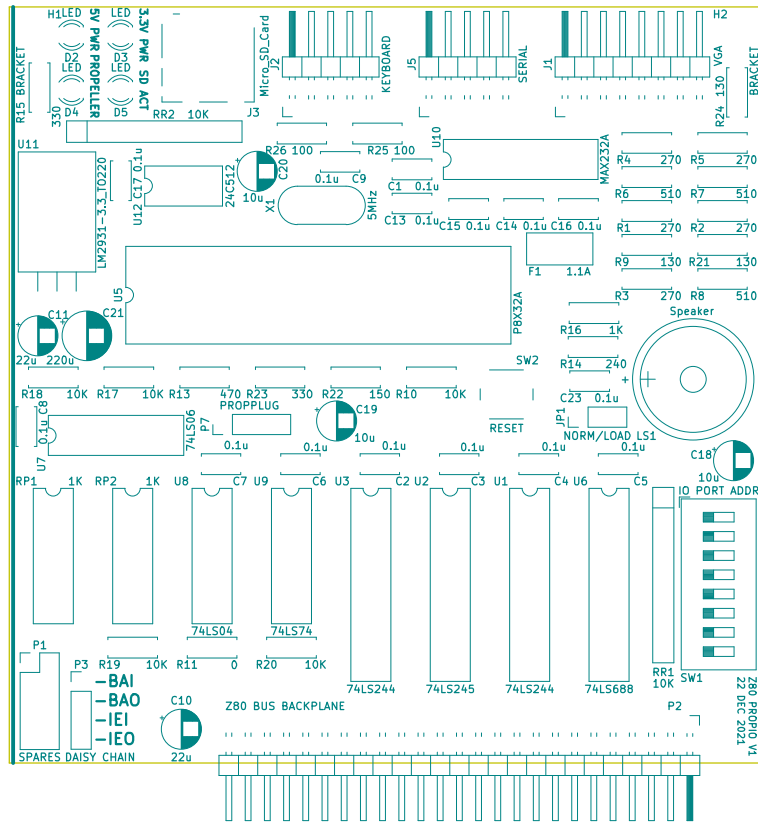 H1
LED
LED
D2
D3
LED
LED
D4
D5
5V PWR PROPELLER
3.3V PWR SD ACT
R15 BRACKET
330
Micro_SD_Card
J3
J2
KEYBOARD
J5
SERIAL
J1
VGA
H2
R24 130
BRACKET
RR2 10K
U11
LM2931-3.3_TO220
C17 0.1u
U12
24C512
C20
10u
R26 100
R25 100
0.1u
C9
X1
5MHz
U10
MAX232A
C1 0.1u
C13 0.1u
C15 0.1u
C14 0.1u
C16 0.1u
F1 1.1A
R4 270
R5 270
R6 510
R7 510
R1 270
R2 270
R9 130
R21 130
R3 270
R8 510
U5
P8X32A
C11
22u
C21
220u
R16 1K
R14 240
C23 0.1u
Speaker
+
R18 10K
R17 10K
R13 470
R23 330
R22 150
R10 10K
SW2
RESET
C8
0.1u
U7
74LS06
P7
PROPPLUG
C19
10u
JP1
NORM/LOAD LS1
C18
10u
0.1u
0.1u
0.1u
0.1u
0.1u
0.1u
RP1 1K
RP2 1K
U8 C7
U9 C6
U3 C2
U2 C3
U1 C4
U6 C5
IO PORT ADDR
74LS04
74LS74
74LS244
74LS245
74LS244
74LS688
RR1
10K
SW1
R19 10K
R11 0
R20 10K
P1
P3
-BAI
-BAO
-IEI
-IEO
SPARES DAISY CHAIN
C10
22u
Z80 BUS BACKPLANE
P2
Z80 PROPIO V1
22 DEC 2021